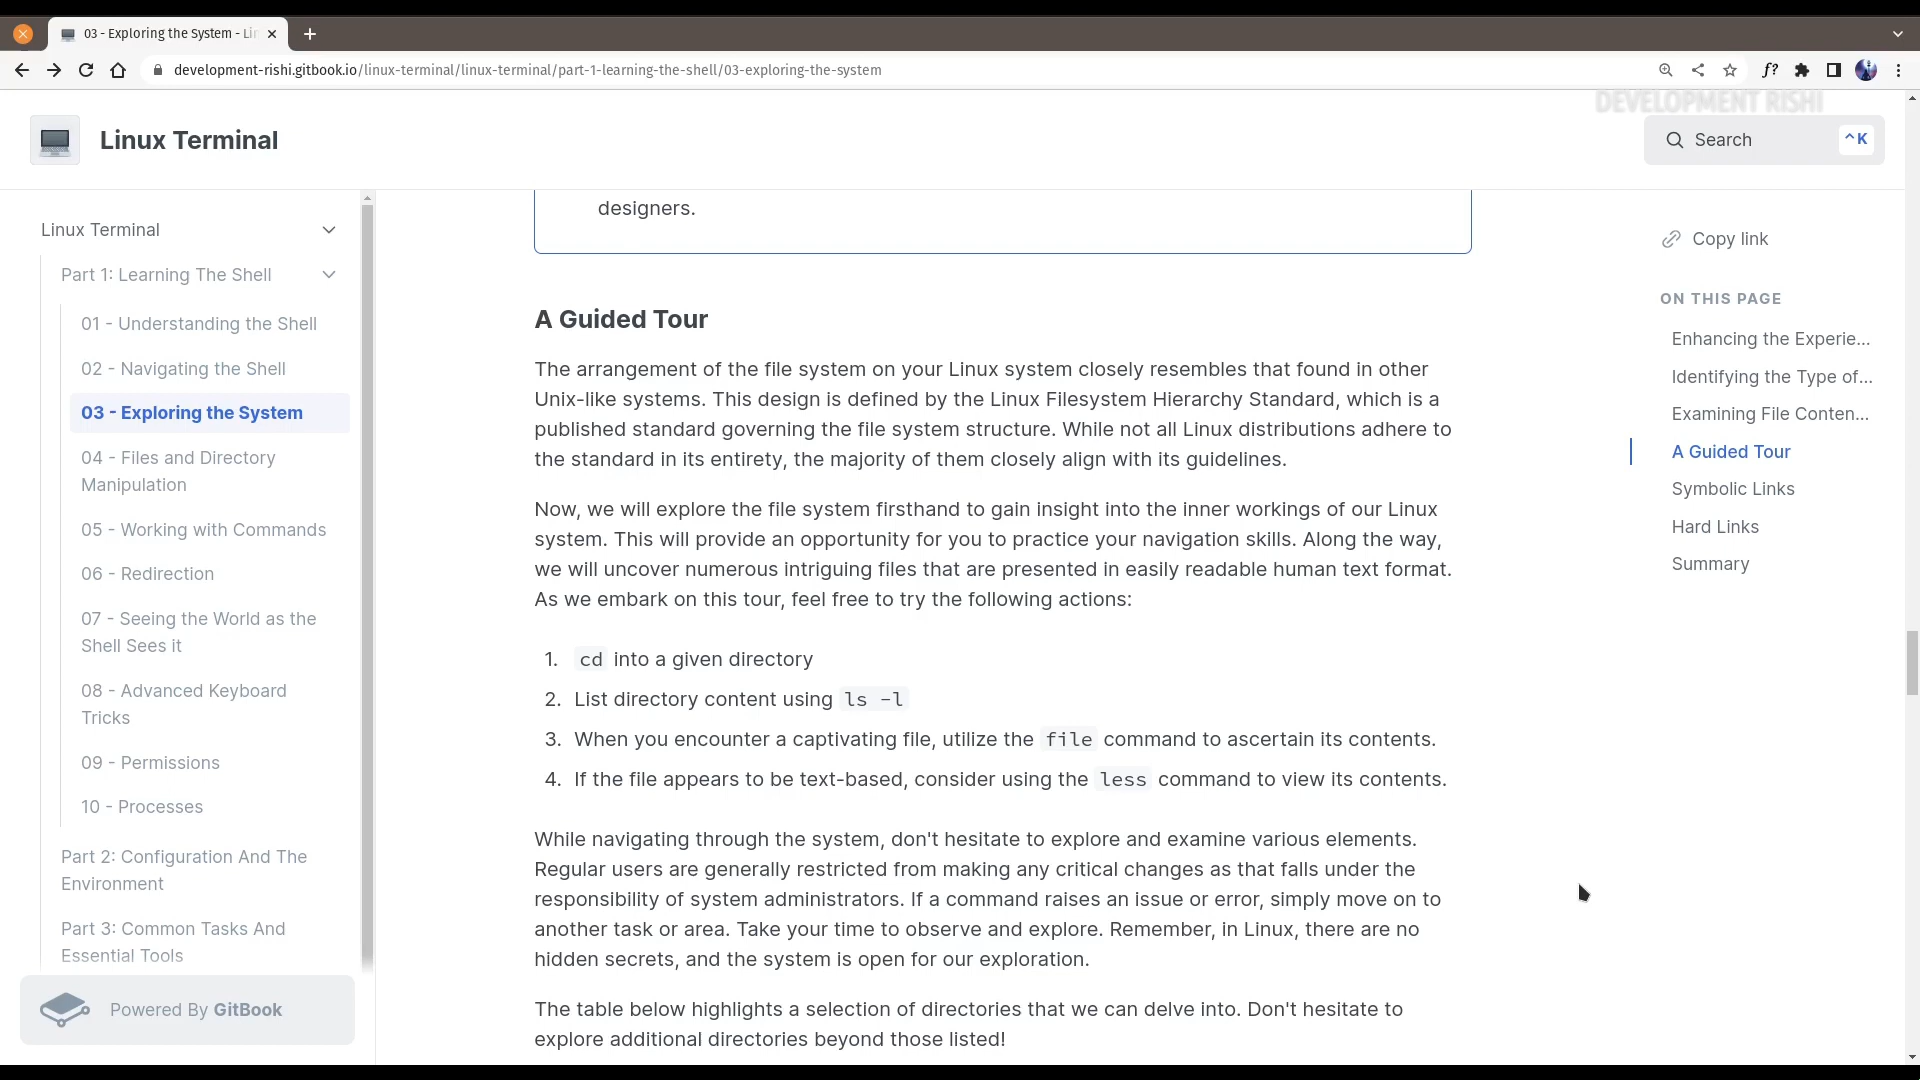 03 - Exploring the System - Lin
development-rishi.gitbook.io/linux-terminal/linux-terminal/part-1-learning-the-shell/03-exploring-the-system
f?
DEVELOPMENT RISHI
Linux Terminal
Search
^K
Linux Terminal
Part 1: Learning The Shell
01 - Understanding the Shell
02 - Navigating the Shell
03 - Exploring the System
04 - Files and Directory
Manipulation
05 - Working with Commands
06 - Redirection
07 - Seeing the World as the
Shell Sees it
08 - Advanced Keyboard
Tricks
09 - Permissions
10 - Processes
Part 2: Configuration And The
Environment
Part 3: Common Tasks And
Essential Tools
Powered By GitBook
designers.
A Guided Tour
The arrangement of the file system on your Linux system closely resembles that found in other
Unix-like systems. This design is defined by the Linux Filesystem Hierarchy Standard, which is a
published standard governing the file system structure. While not all Linux distributions adhere to
the standard in its entirety, the majority of them closely align with its guidelines.
Now, we will explore the file system firsthand to gain insight into the inner workings of our Linux
system. This will provide an opportunity for you to practice your navigation skills. Along the way,
we will uncover numerous intriguing files that are presented in easily readable human text format.
As we embark on this tour, feel free to try the following actions:
1. cd into a given directory
2. List directory content using ls -l
3. When you encounter a captivating file, utilize the file command to ascertain its contents.
4. If the file appears to be text-based, consider using the less command to view its contents.
While navigating through the system, don't hesitate to explore and examine various elements.
Regular users are generally restricted from making any critical changes as that falls under the
responsibility of system administrators. If a command raises an issue or error, simply move on to
another task or area. Take your time to observe and explore. Remember, in Linux, there are no
hidden secrets, and the system is open for our exploration.
The table below highlights a selection of directories that we can delve into. Don't hesitate to
explore additional directories beyond those listed!
Copy link
ON THIS PAGE
Enhancing the Experie...
Identifying the Type of...
Examining File Conten...
A Guided Tour
Symbolic Links
Hard Links
Summary